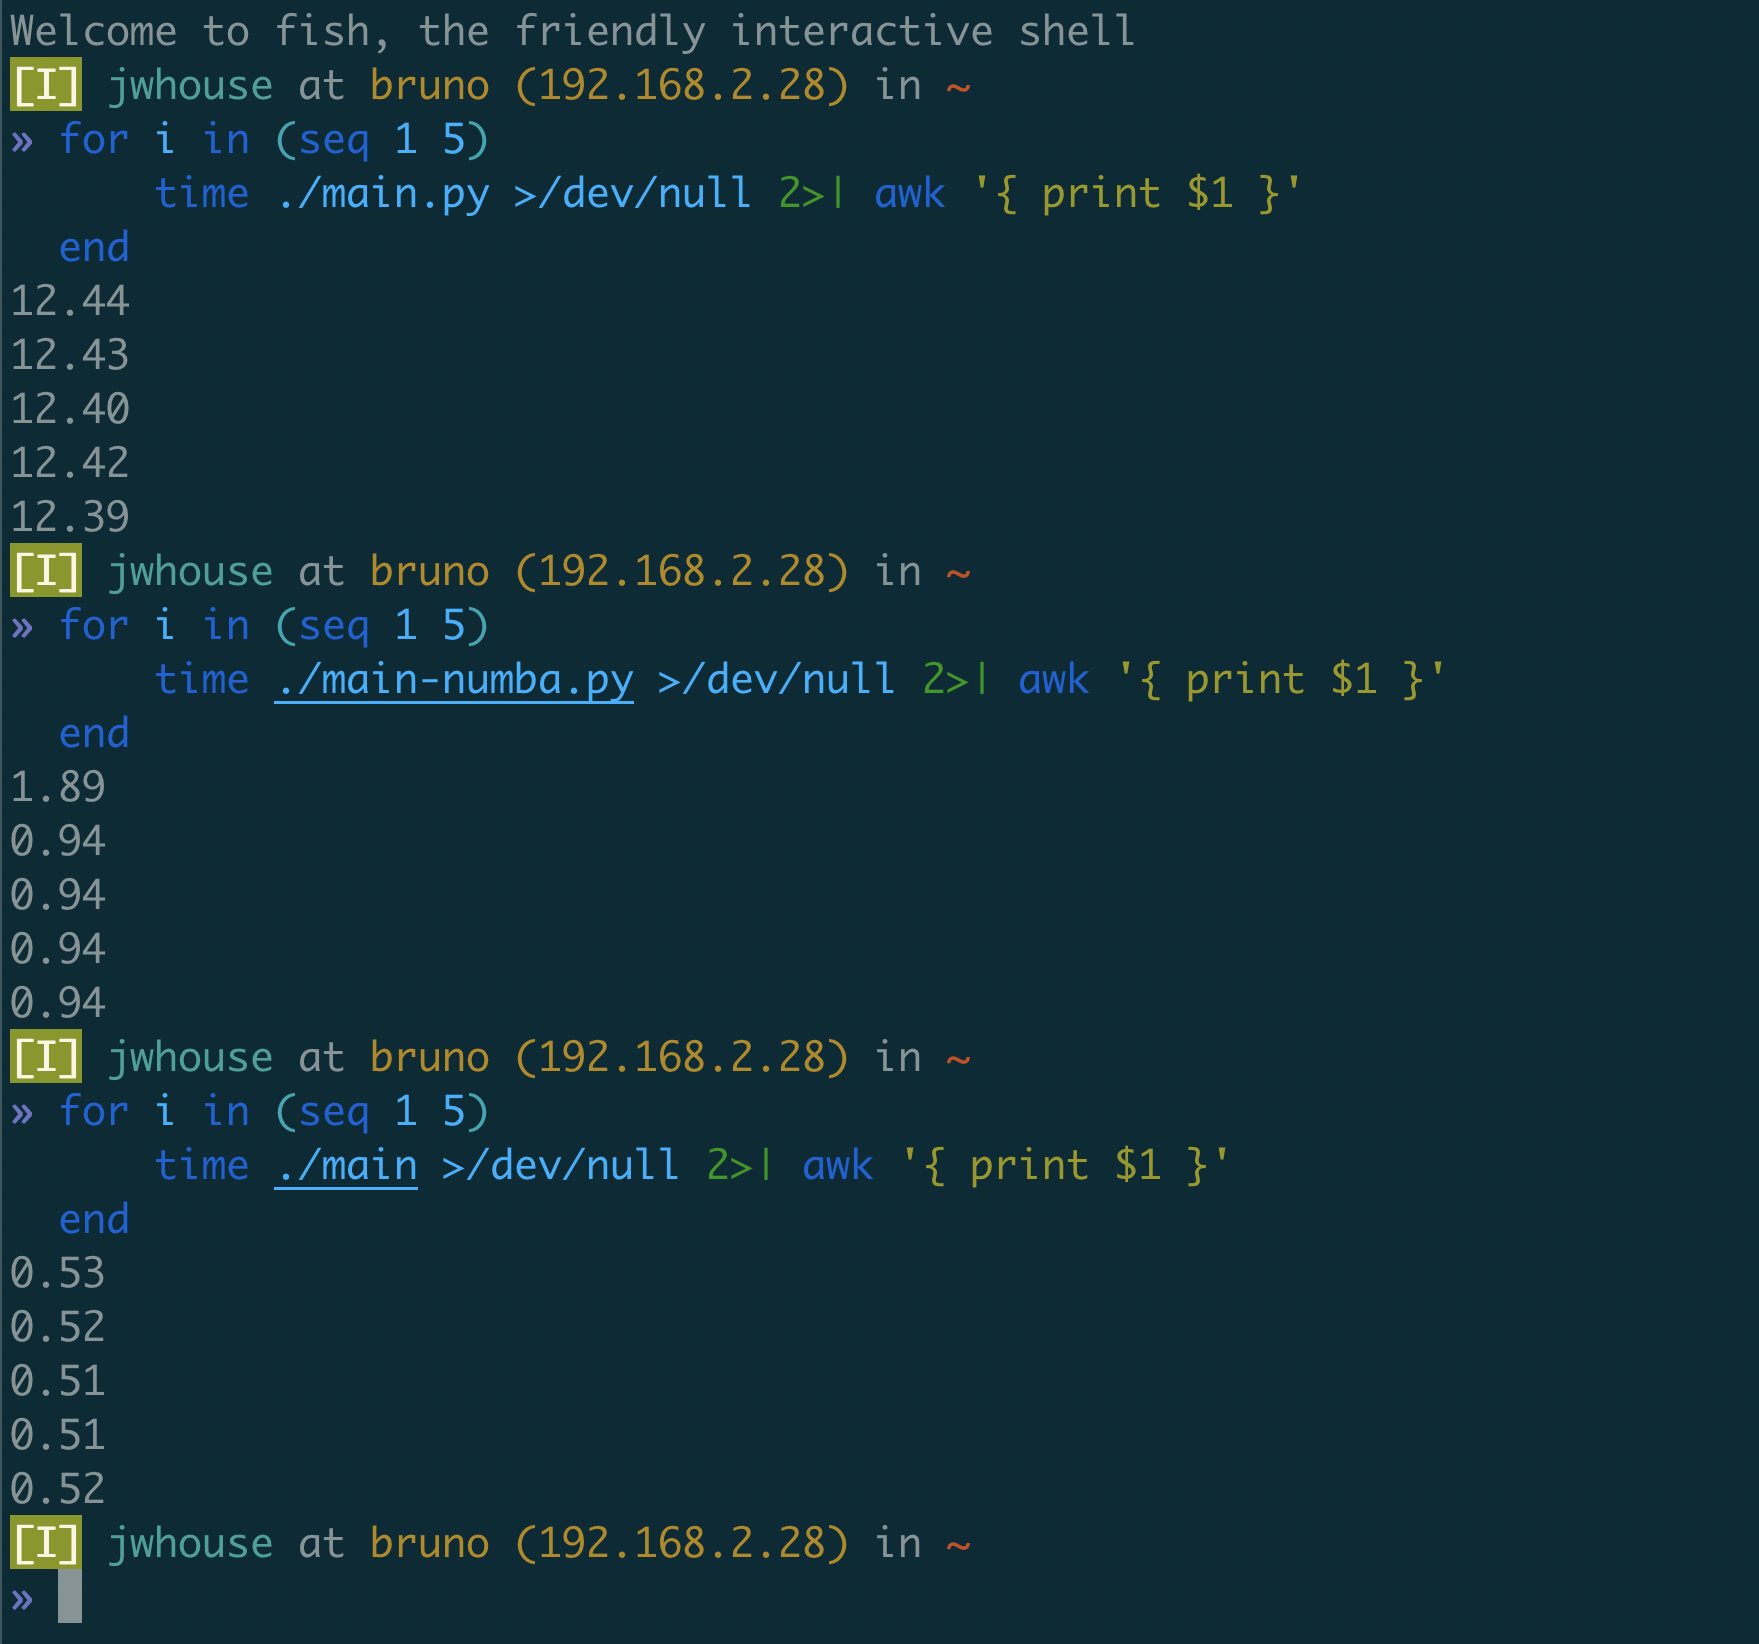 Welcome to fish, the friendly interactive shell
[I] jwhouse at bruno (192.168.2.28) in ~
» for i in (seq 1 5)
      time ./main.py >/dev/null 2>| awk '{ print $1 }'
  end
12.44
12.43
12.40
12.42
12.39
[I] jwhouse at bruno (192.168.2.28) in ~
» for i in (seq 1 5)
      time ./main-numba.py >/dev/null 2>| awk '{ print $1 }'
  end
1.89
0.94
0.94
0.94
0.94
[I] jwhouse at bruno (192.168.2.28) in ~
» for i in (seq 1 5)
      time ./main >/dev/null 2>| awk '{ print $1 }'
  end
0.53
0.52
0.51
0.51
0.52
[I] jwhouse at bruno (192.168.2.28) in ~
»